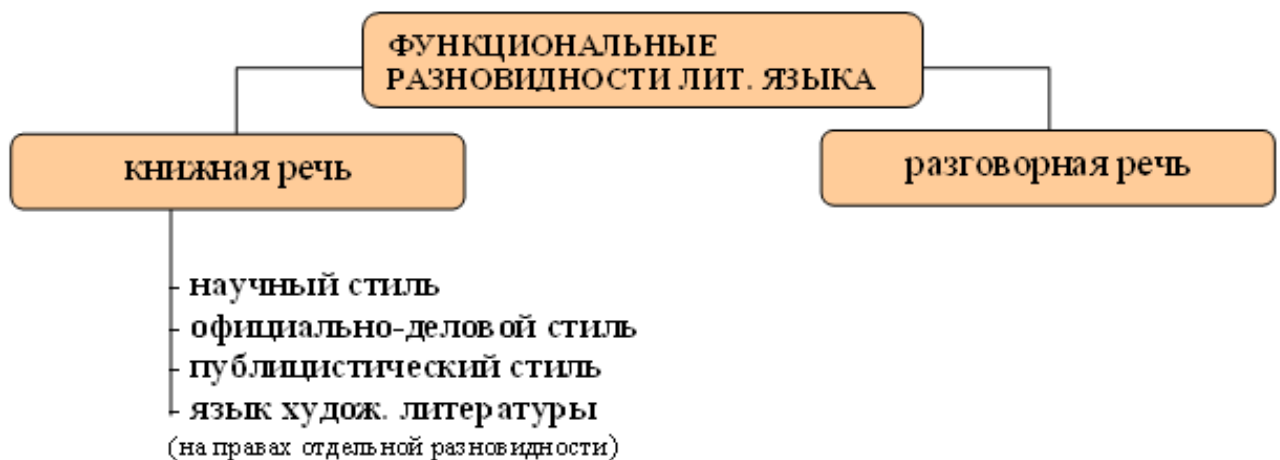 ФУНКЦИОНАЛЬНЫЕ
РАЗНОВИДНОСТИ ЛИТ. ЯЗЫКА
книжная речь
разговорная речь
- научный стиль
- официально-деловой стиль
- публицистический стиль
- язык худож. литературы
(на правах отдельной разновидности)